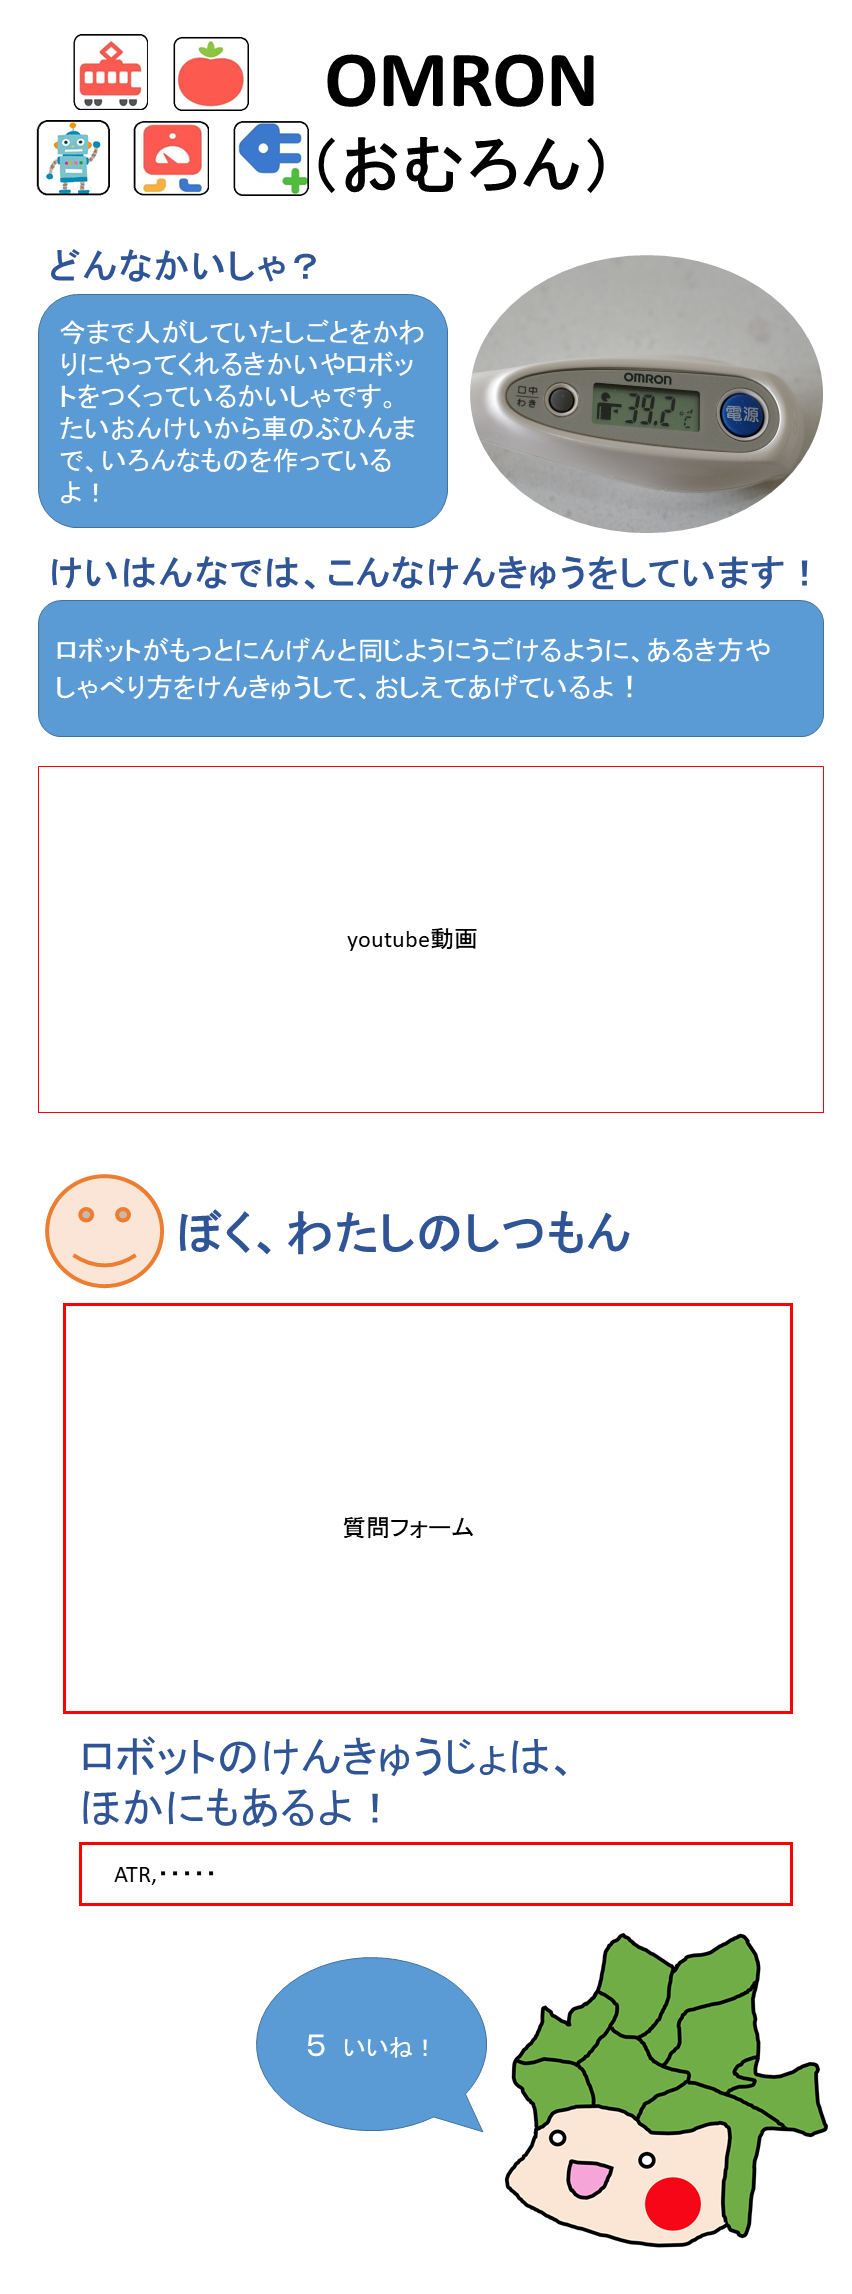 OMRON
（おむろん）
どんなかいしゃ？
今まで人がしていたしごとをかわ
りにやってくれるきかいやロボッ
トをつくっているかいしゃです。
たいおんけいから車のぶひんま
で、いろんなものを作っている
よ！
OMRON
口中
わき
39.2
℃
電源
けいはんなでは、こんなけんきゅうをしています！
ロボットがもっとにんげんと同じようにうごけるように、あるき方や
しゃべり方をけんきゅうして、おしえてあげているよ！
youtube動画
ぼく、わたしのしつもん
質問フォーム
ロボットのけんきゅうじょは、
ほかにもあるよ！
ATR,・・・・・
５　いいね！